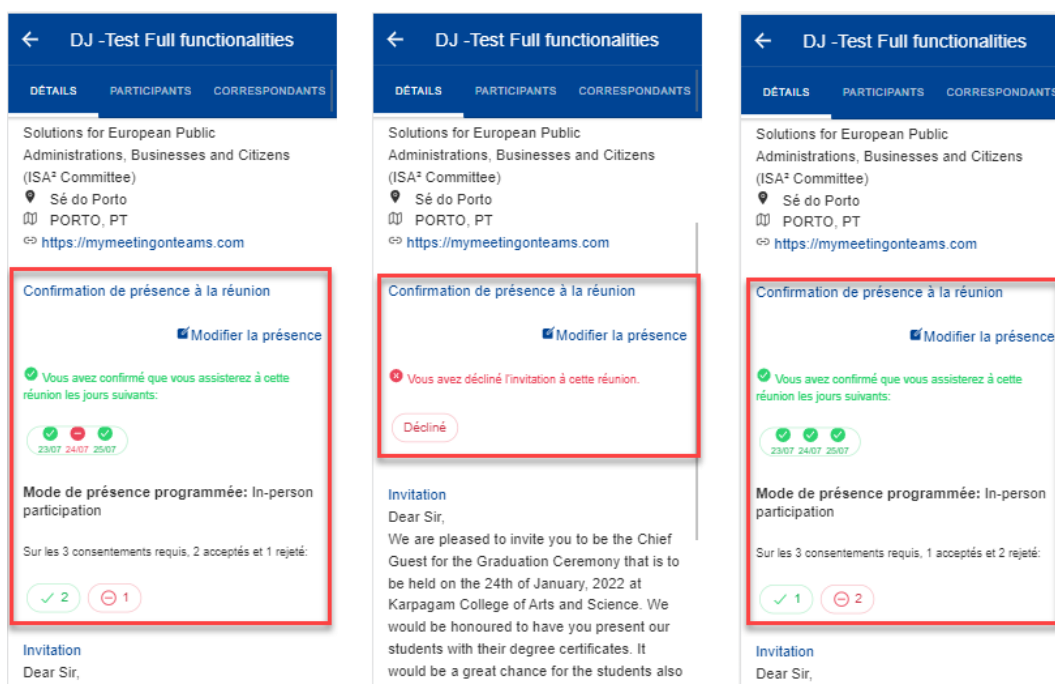 DJ -Test Full functionalities
DÉTAILS PARTICIPANTS CORRESPONDANTS
Solutions for European Public
Administrations, Businesses and Citizens
(ISA² Committee)
Sé do Porto
PORTO, PT
https://mymeetingonteams.com
Confirmation de présence à la réunion
Modifier la présence
Vous avez confirmé que vous assisterez à cette
réunion les jours suivants:
23/07 24/07 25/07
Mode de présence programmée: In-person
participation
Sur les 3 consentements requis, 2 acceptés et 1 rejeté:
2 1
Invitation
Dear Sir,
DJ -Test Full functionalities
DÉTAILS PARTICIPANTS CORRESPONDANTS
Solutions for European Public
Administrations, Businesses and Citizens
(ISA² Committee)
Sé do Porto
PORTO, PT
https://mymeetingonteams.com
Confirmation de présence à la réunion
Modifier la présence
Vous avez décliné l'invitation à cette réunion.
Décliné
Invitation
Dear Sir,
We are pleased to invite you to be the Chief
Guest for the Graduation Ceremony that is to
be held on the 24th of January, 2022 at
Karpagam College of Arts and Science. We
would be honoured to have you present our
students with their degree certificates. It
would be a great chance for the students also
DJ -Test Full functionalities
DÉTAILS PARTICIPANTS CORRESPONDANTS
Solutions for European Public
Administrations, Businesses and Citizens
(ISA² Committee)
Sé do Porto
PORTO, PT
https://mymeetingonteams.com
Confirmation de présence à la réunion
Modifier la présence
Vous avez confirmé que vous assisterez à cette
réunion les jours suivants:
23/07 24/07 25/07
Mode de présence programmée: In-person
participation
Sur les 3 consentements requis, 1 acceptés et 2 rejeté:
1 2
Invitation
Dear Sir,